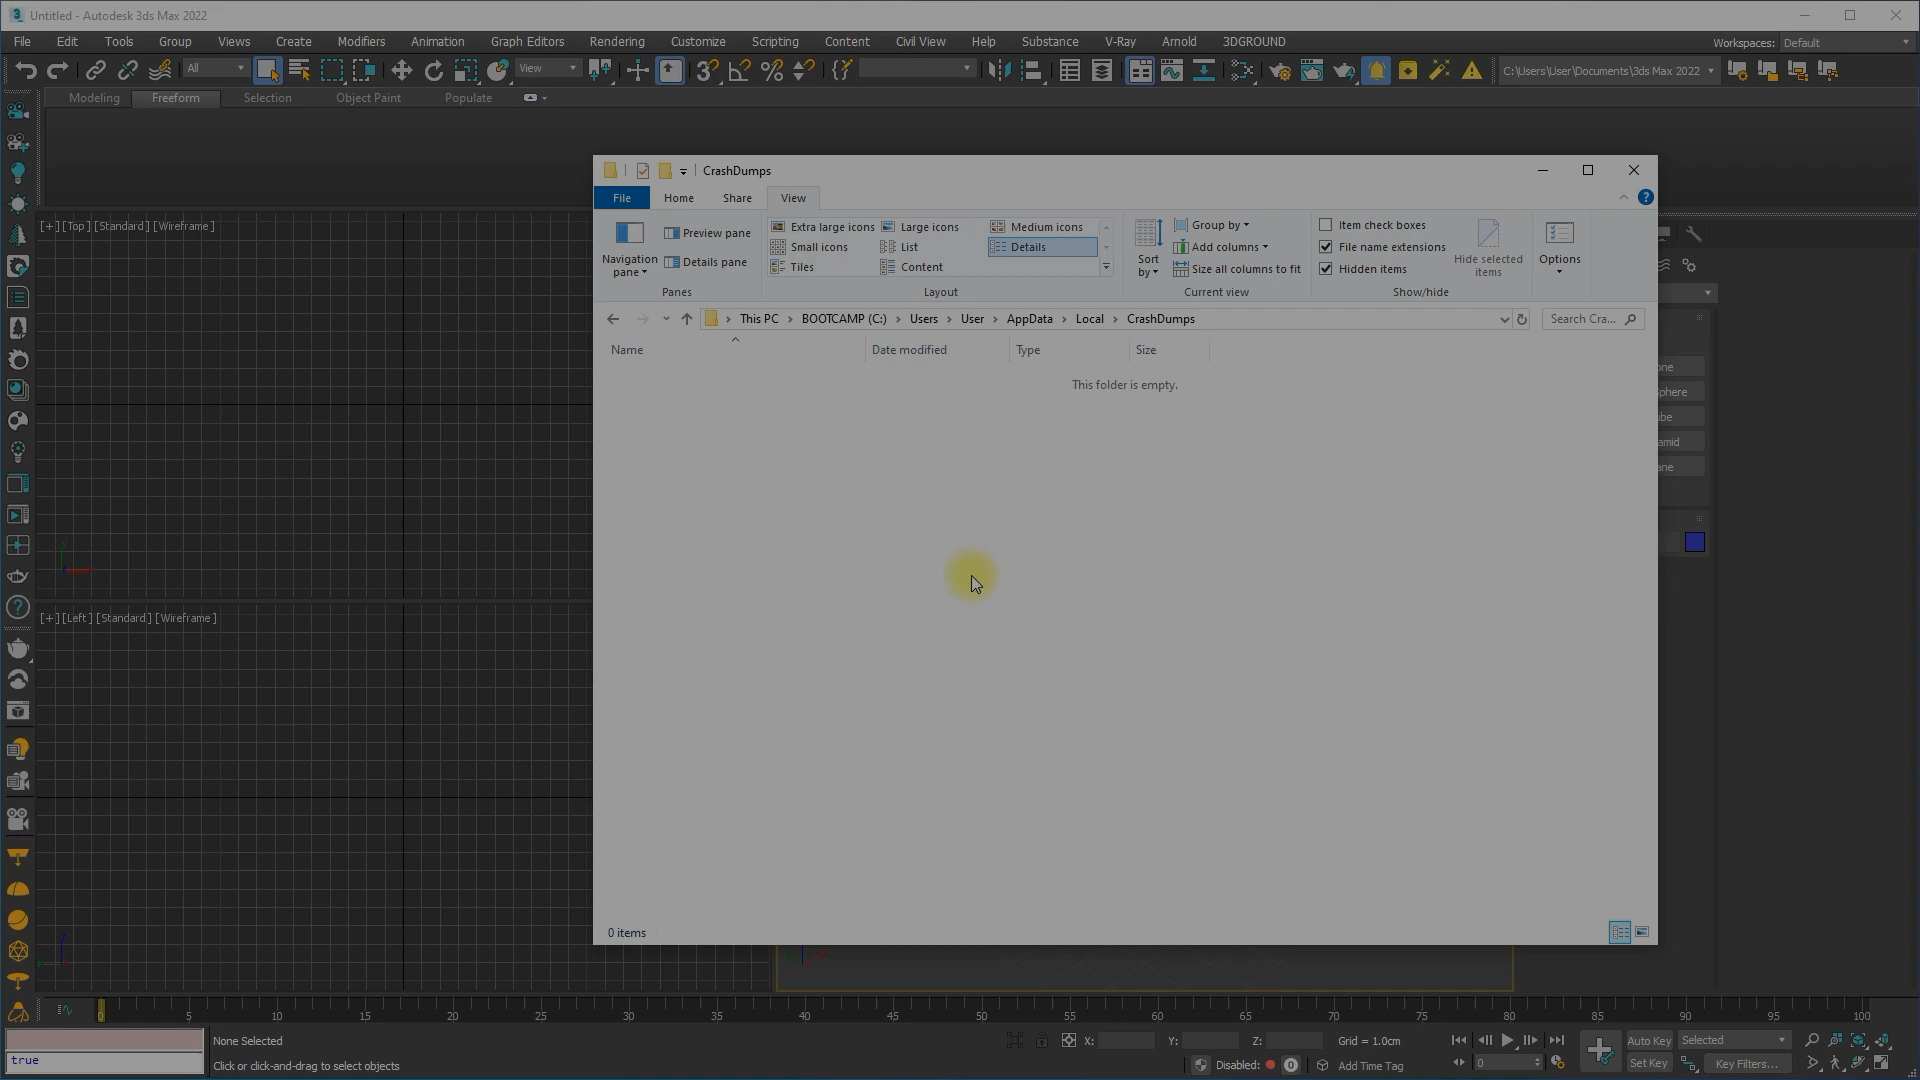 Untitled - Autodesk 3ds Max 2022
File Edit Tools Group Views Create Modifiers Animation Graph Editors Rendering Customize Scripting Content Civil View Help Substance V-Ray Arnold 3DGROUND Workspaces: Default
All View C:\Users\User\Documents\3ds Max 2022
Modeling Freeform Selection Object Paint Populate
[+] [Top] [Standard] [Wireframe]
CrashDumps
File Home Share View
Navigation pane
Preview pane
Details pane
Panes
Extra large icons Large icons Medium icons
Small icons List Details
Tiles Content
Layout
Sort by
Group by
Add columns
Size all columns to fit
Current view
Item check boxes
File name extensions
Hidden items
Hide selected items
Show/hide
Options
This PC BOOTCAMP (C:) Users User AppData Local CrashDumps
Search Cra...
Name Date modified Type Size
This folder is empty.
one
phere
ube
amid
ane
[+] [Left] [Standard] [Wireframe]
0 items
0 5 10 15 20 25 30 35 40 45 50 55 60 65 70 75 80 85 90 95 100
true
None Selected
Click or click-and-drag to select objects
X: Y: Z: Grid = 1.0cm
Disabled: 0 Add Time Tag
0
Auto Key Selected
Set Key Key Filters...